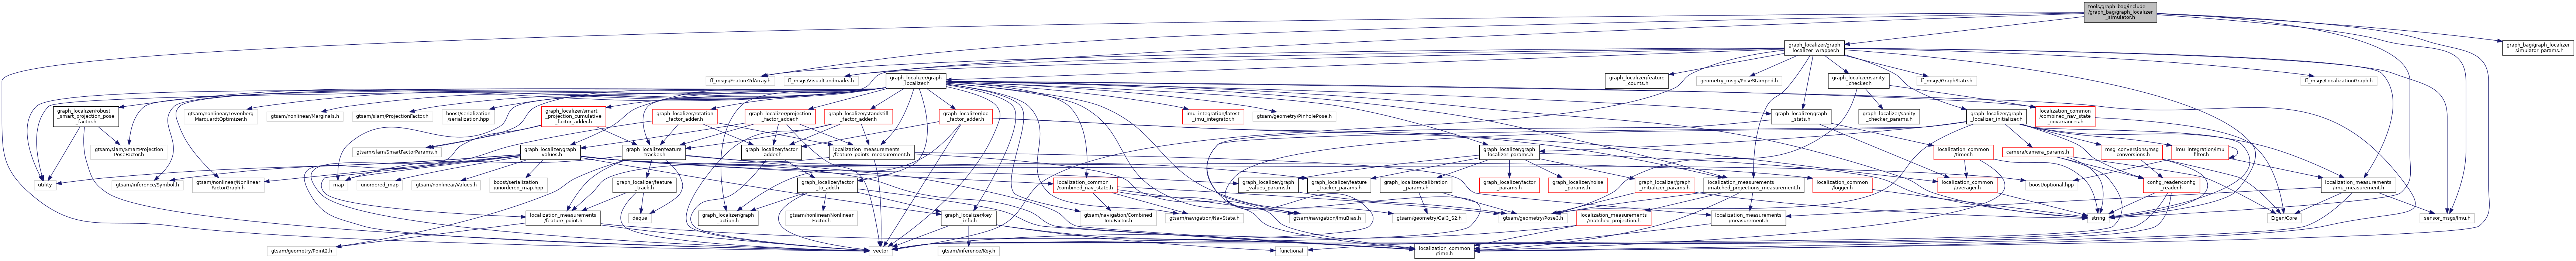 tools/graph_bag/include
/graph_bag/graph_localizer
_simulator.h
graph_localizer/graph
_localizer_wrapper.h
graph_bag/graph_localizer
_simulator_params.h
ff_msgs/Feature2dArray.h
ff_msgs/VisualLandmarks.h
graph_localizer/graph
_localizer.h
graph_localizer/feature
_counts.h
geometry_msgs/PoseStamped.h
graph_localizer/sanity
_checker.h
ff_msgs/GraphState.h
ff_msgs/LocalizationGraph.h
graph_localizer/robust
_smart_projection_pose
_factor.h
gtsam/nonlinear/Levenberg
MarquardtOptimizer.h
gtsam/nonlinear/Marginals.h
gtsam/slam/ProjectionFactor.h
boost/serialization
/serialization.hpp
graph_localizer/smart
_projection_cumulative
_factor_adder.h
graph_localizer/rotation
_factor_adder.h
graph_localizer/projection
_factor_adder.h
graph_localizer/standstill
_factor_adder.h
graph_localizer/loc
_factor_adder.h
imu_integration/latest
_imu_integrator.h
gtsam/geometry/PinholePose.h
graph_localizer/graph
_stats.h
graph_localizer/sanity
_checker_params.h
graph_localizer/graph
_localizer_initializer.h
localization_common
/combined_nav_state
_covariances.h
gtsam/slam/SmartProjection
PoseFactor.h
gtsam/slam/SmartFactorParams.h
graph_localizer/graph
_values.h
graph_localizer/feature
_tracker.h
graph_localizer/factor
_adder.h
localization_measurements
/feature_points_measurement.h
graph_localizer/graph
_localizer_params.h
localization_common
/timer.h
camera/camera_params.h
msg_conversions/msg
_conversions.h
imu_integration/imu
_filter.h
utility
gtsam/inference/Symbol.h
gtsam/nonlinear/Nonlinear
FactorGraph.h
map
unordered_map
gtsam/nonlinear/Values.h
boost/serialization
/unordered_map.hpp
graph_localizer/feature
_track.h
graph_localizer/factor
_to_add.h
localization_common
/combined_nav_state.h
graph_localizer/graph
_values_params.h
graph_localizer/feature
_tracker_params.h
graph_localizer/calibration
_params.h
graph_localizer/factor
_params.h
graph_localizer/noise
_params.h
graph_localizer/graph
_initializer_params.h
localization_measurements
/matched_projections_measurement.h
localization_common
/logger.h
localization_common
/averager.h
boost/optional.hpp
config_reader/config
_reader.h
localization_measurements
/imu_measurement.h
localization_measurements
/feature_point.h
deque
graph_localizer/graph
_action.h
gtsam/nonlinear/Nonlinear
Factor.h
graph_localizer/key
_info.h
gtsam/navigation/Combined
ImuFactor.h
gtsam/navigation/NavState.h
gtsam/navigation/ImuBias.h
gtsam/geometry/Cal3_S2.h
gtsam/geometry/Pose3.h
localization_measurements
/matched_projection.h
localization_measurements
/measurement.h
string
Eigen/Core
sensor_msgs/Imu.h
gtsam/geometry/Point2.h
vector
gtsam/inference/Key.h
functional
localization_common
/time.h